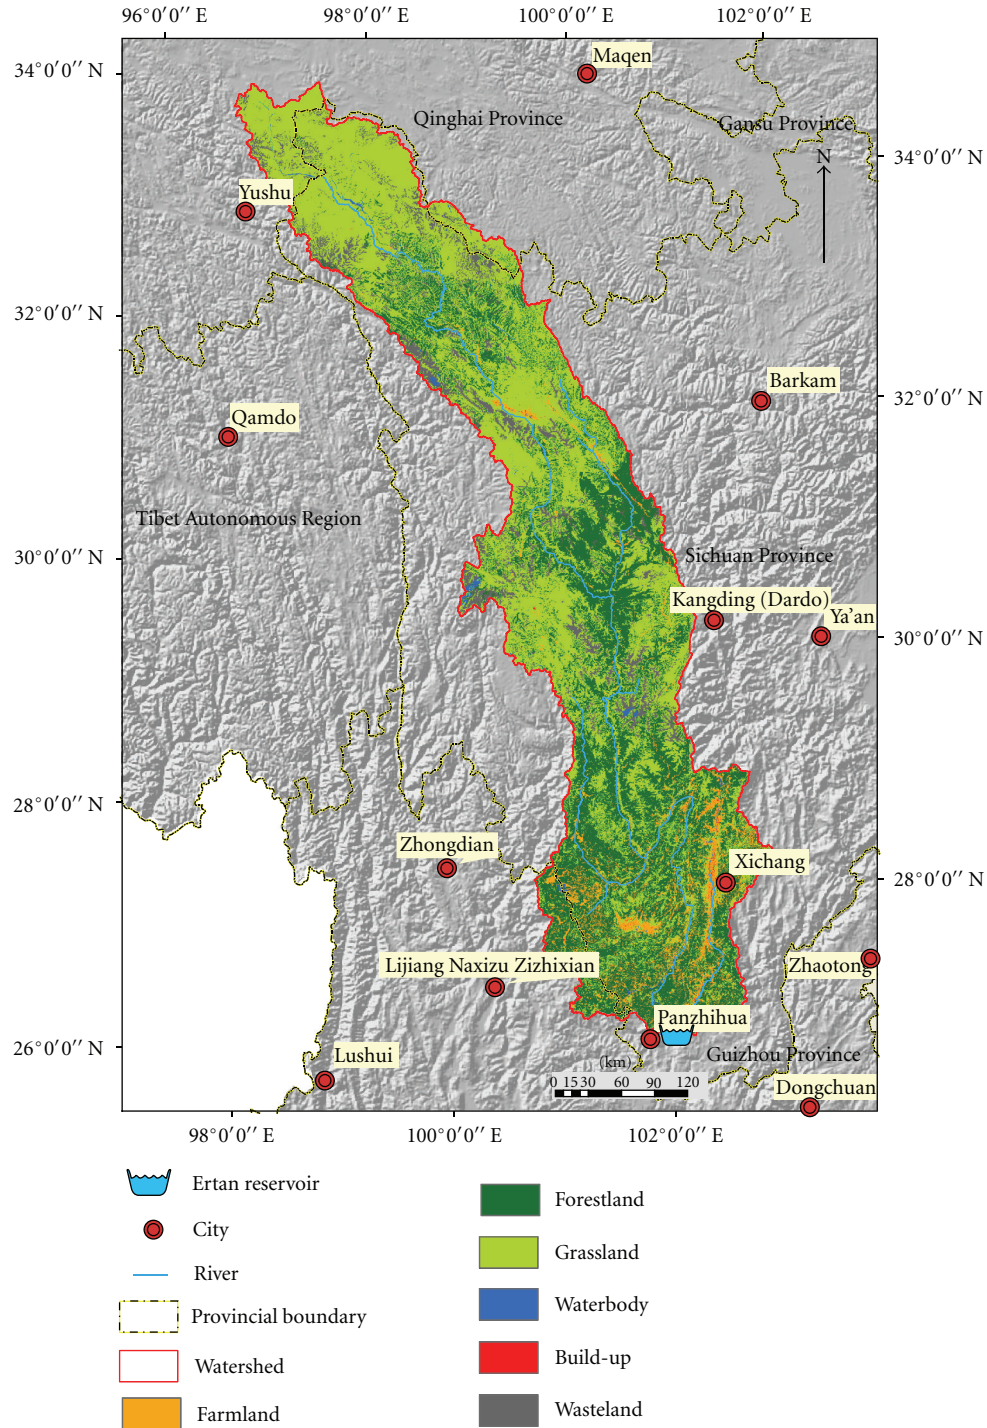 96°0′0″ E 98°0′0″ E 100°0′0″ E 102°0′0″ E
Maqen
34°0′0″ N
Qinghai Province
Gansu Province
N
34°0′0″ N
Yushu
32°0′0″ N
Barkam
32°0′0″ N
Qamdo
Tibet Autonomous Region
30°0′0″ N
Sichuan Province
Kangding (Dardo)
Ya'an
30°0′0″ N
28°0′0″ N
Zhongdian
Xichang
28°0′0″ N
Lijiang Naxizu Zizhixian
Zhaotong
Panzhihua
26°0′0″ N
Lushui
(km)
Guizhou Province
0 15 30 60 90 120
Dongchuan
98°0′0″ E 100°0′0″ E 102°0′0″ E
Ertan reservoir
City
River
Provincial boundary
Watershed
Farmland
Forestland
Grassland
Waterbody
Build-up
Wasteland